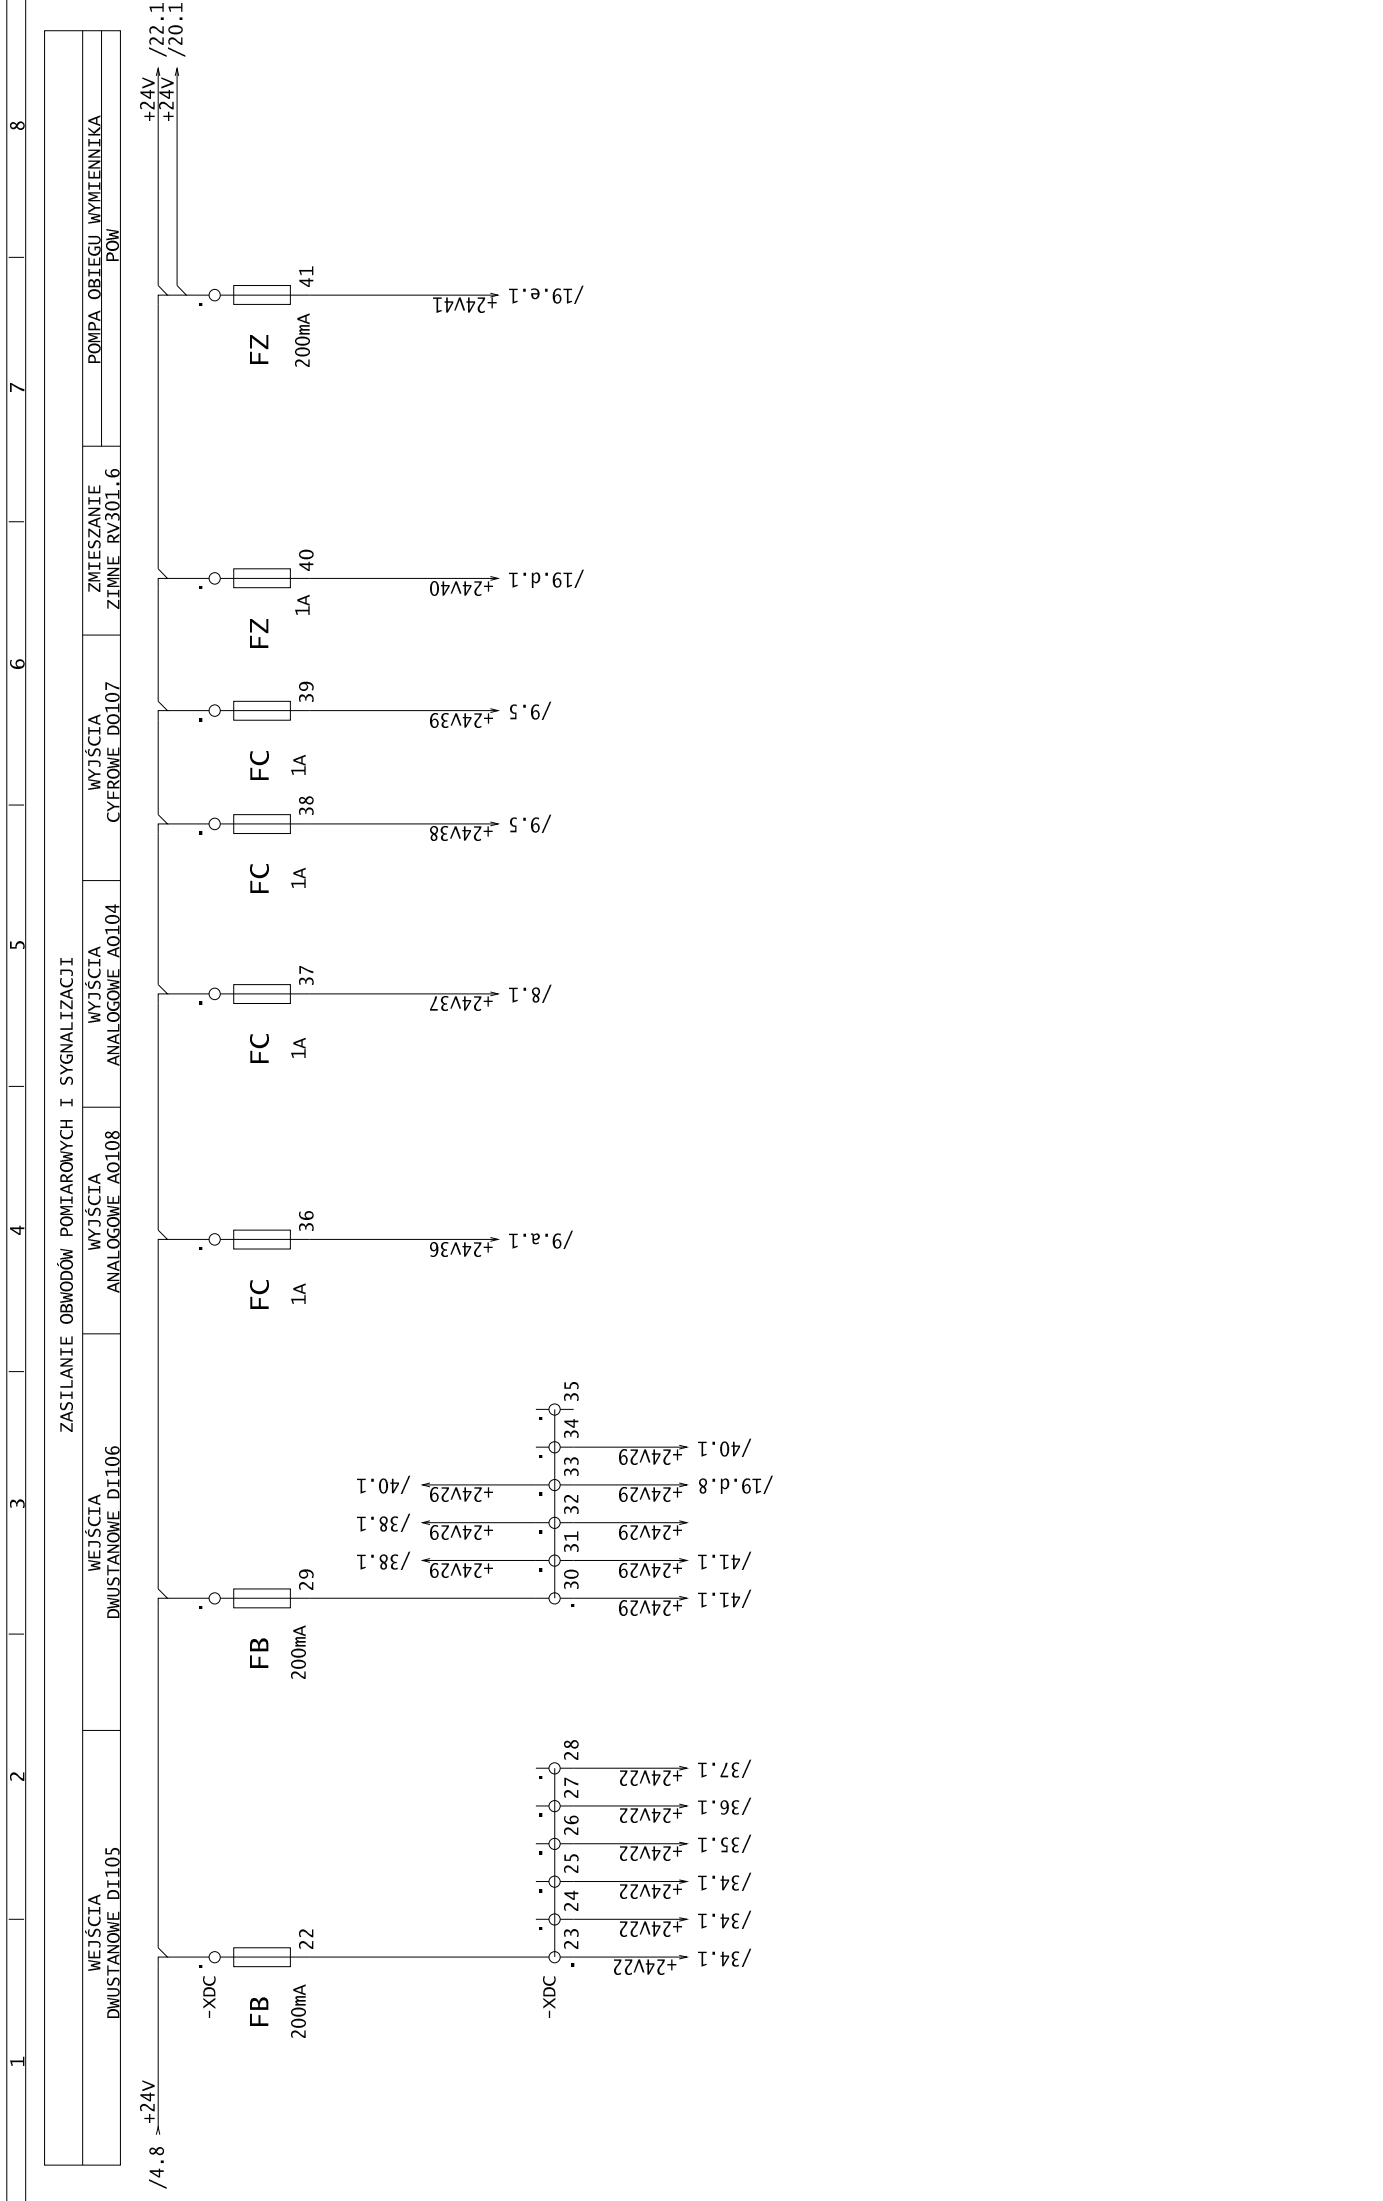 1
2
3
4
5
6
7
8
ZASILANIE OBWODÓW POMIAROWYCH I SYGNALIZACJI
WEJŚCIA
DWUSTANOWE DI105
WEJŚCIA
DWUSTANOWE DI106
WYJŚCIA
ANALOGOWE AO108
WYJŚCIA
ANALOGOWE AO104
WYJŚCIA
CYFROWE DO107
ZMIESZANIE
ZIMNE RV301.6
POMPA OBIEGU WYMIENNIKA
POW
/4.8
+24V
+24V
/22.1
+24V
/20.1
-XDC
FB
200mA
22
FB
200mA
29
FC
1A
36
+24V36
/9.a.1
FC
1A
37
+24V37
/8.1
FC
1A
38
+24V38
/9.5
FC
1A
39
+24V39
/9.5
FZ
1A
40
+24V40
/19.d.1
FZ
200mA
41
+24V41
/19.e.1
-XDC
23
+24V22
/34.1
24
+24V22
/34.1
25
+24V22
/34.1
26
+24V22
/35.1
27
+24V22
/36.1
28
+24V22
/37.1
30
+24V29
/41.1
31
/38.1
+24V29
+24V29
/41.1
32
/38.1
+24V29
+24V29
33
/40.1
+24V29
+24V29
/19.d.8
34
+24V29
/40.1
35